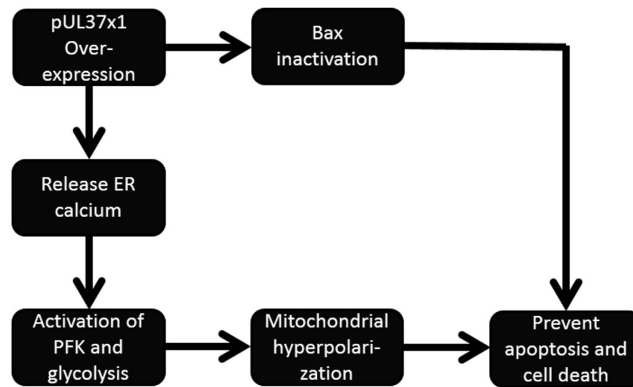 pUL37x1
Over-
expression
Bax
inactivation
Release ER
calcium
Activation of
PFK and
glycolysis
Mitochondrial
hyperpolari-
zation
Prevent
apoptosis and
cell death